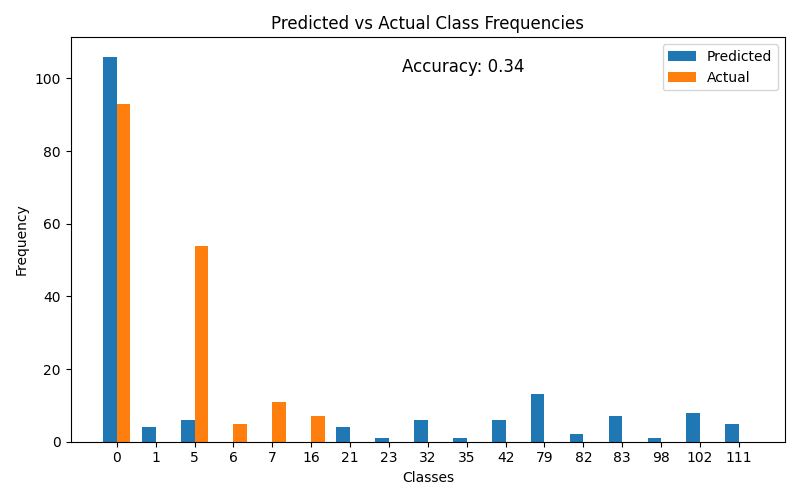 Predicted vs Actual Class Frequencies
Accuracy: 0.34
Predicted
Actual
Frequency
100
80
60
40
20
0
0 1 5 6 7 16 21 23 32 35 42 79 82 83 98 102 111
Classes